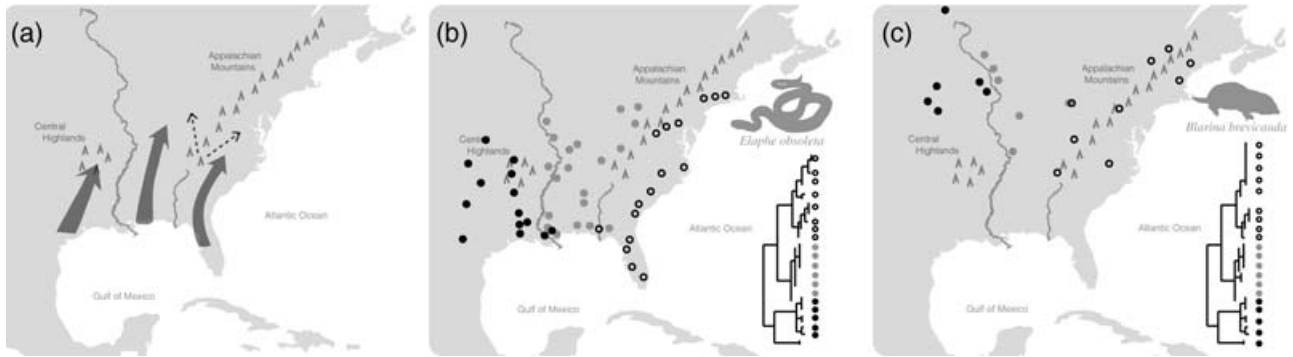 (a)
Appalachian
Mountains
Central
Highlands
Atlantic Ocean
Gulf of Mexico
(b)
Appalachian
Mountains
Elaphe obsoleta
Central
Highlands
Atlantic Ocean
Gulf of Mexico
(c)
Appalachian
Mountains
Blarina brevicauda
Central
Highlands
Atlantic Ocean
Gulf of Mexico